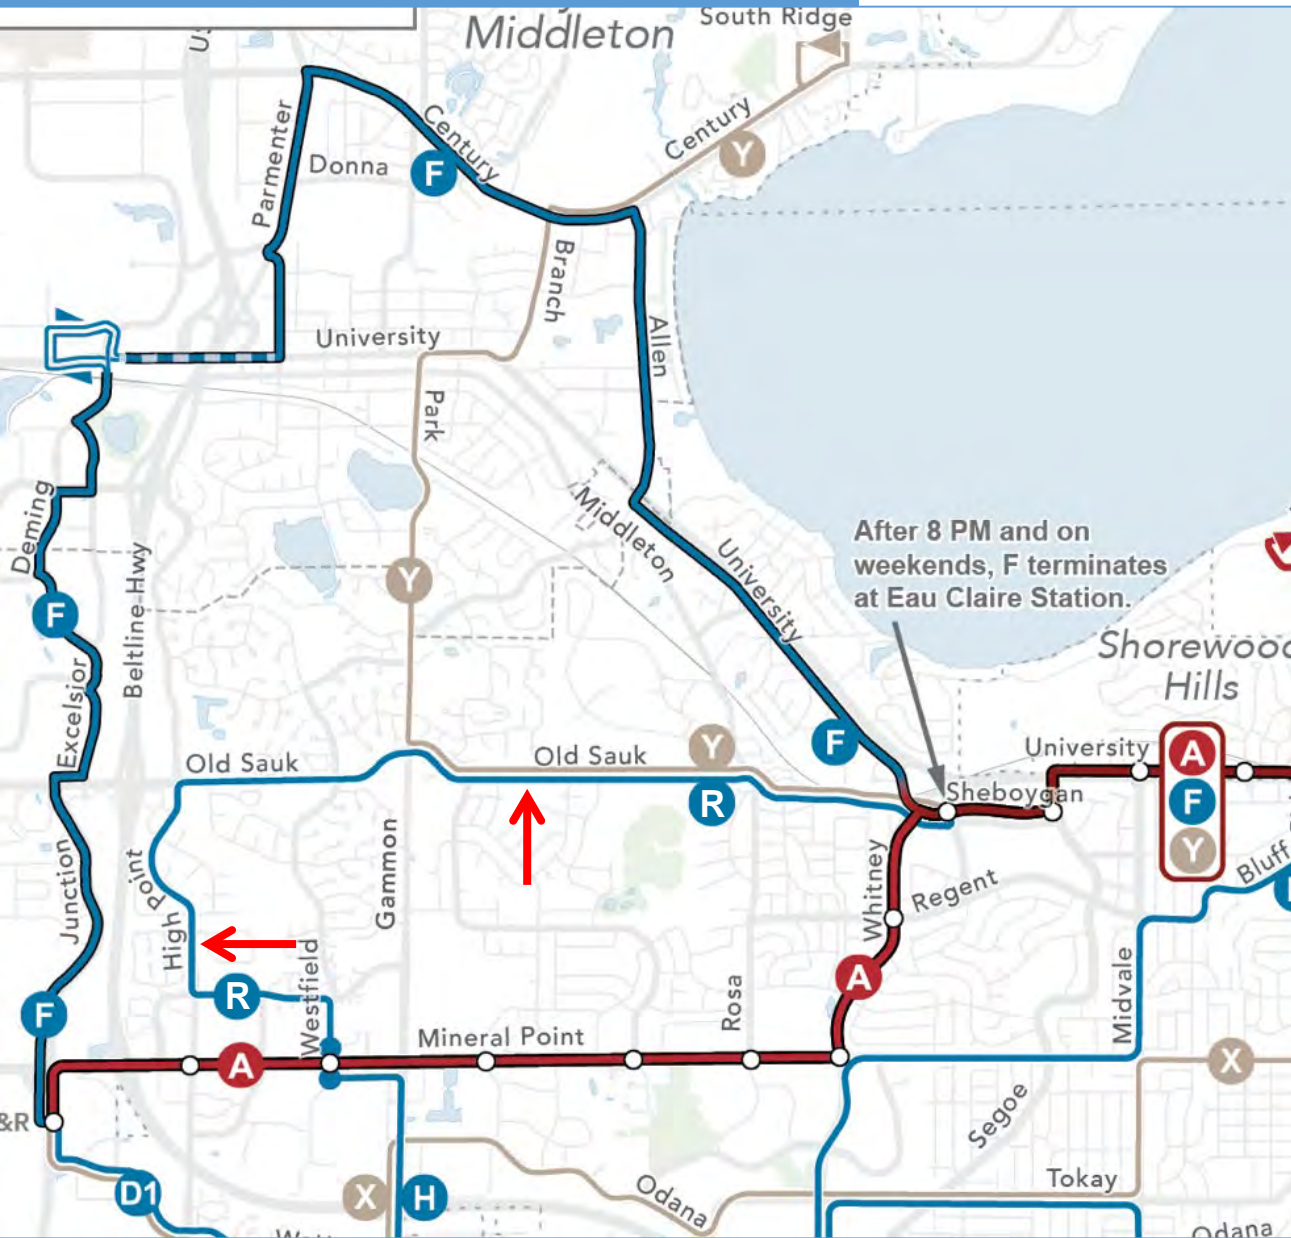 Middleton
South Ridge
US
Parmenter
Donna
Century
F
Century
Y
Branch
Allen
University
Park
Deming
Middleton
University
After 8 PM and on
weekends, F terminates
at Eau Claire Station.
Y
F
Beltline Hwy
Excelsior
Shorewood
Hills
Old Sauk
Old Sauk
Y
F
R
University
A
F
Y
Sheboygan
Junction
High Point
Gammon
Whitney
Regent
Bluff
Westfield
R
Rosa
A
Midvale
F
Mineral Point
A
X
&R
Segoe
D1
X
H
Odana
Tokay
Odana